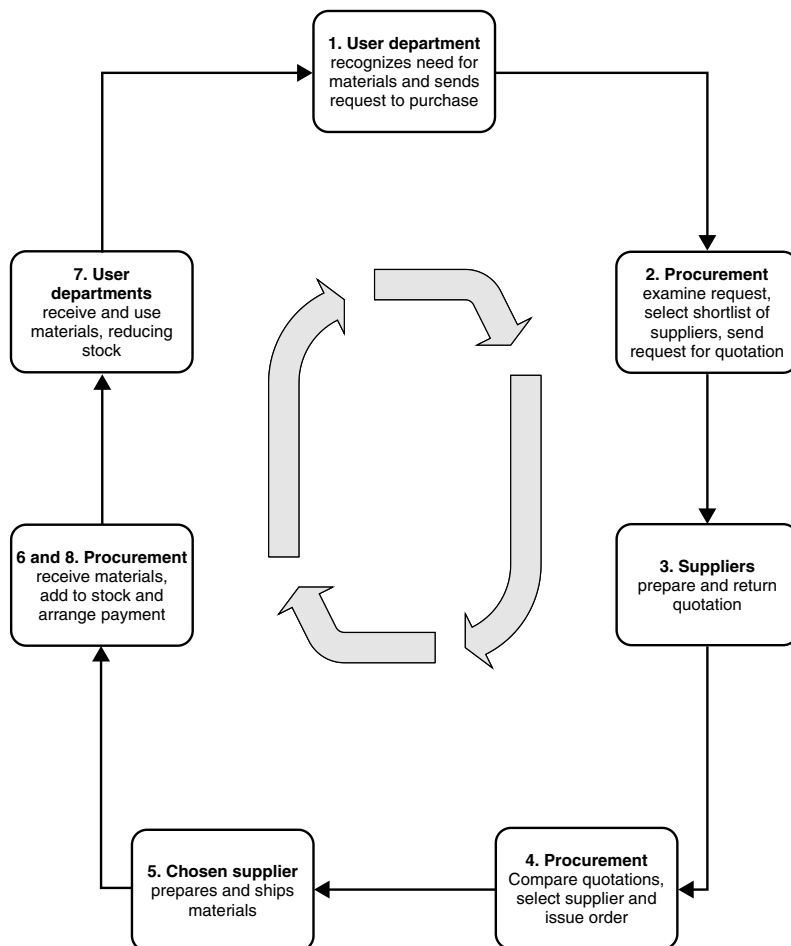 1. User department
recognizes need for
materials and sends
request to purchase
2. Procurement
examine request,
select shortlist of
suppliers, send
request for quotation
3. Suppliers
prepare and return
quotation
4. Procurement
Compare quotations,
select supplier and
issue order
5. Chosen supplier
prepares and ships
materials
6 and 8. Procurement
receive materials,
add to stock and
arrange payment
7. User
departments
receive and use
materials, reducing
stock